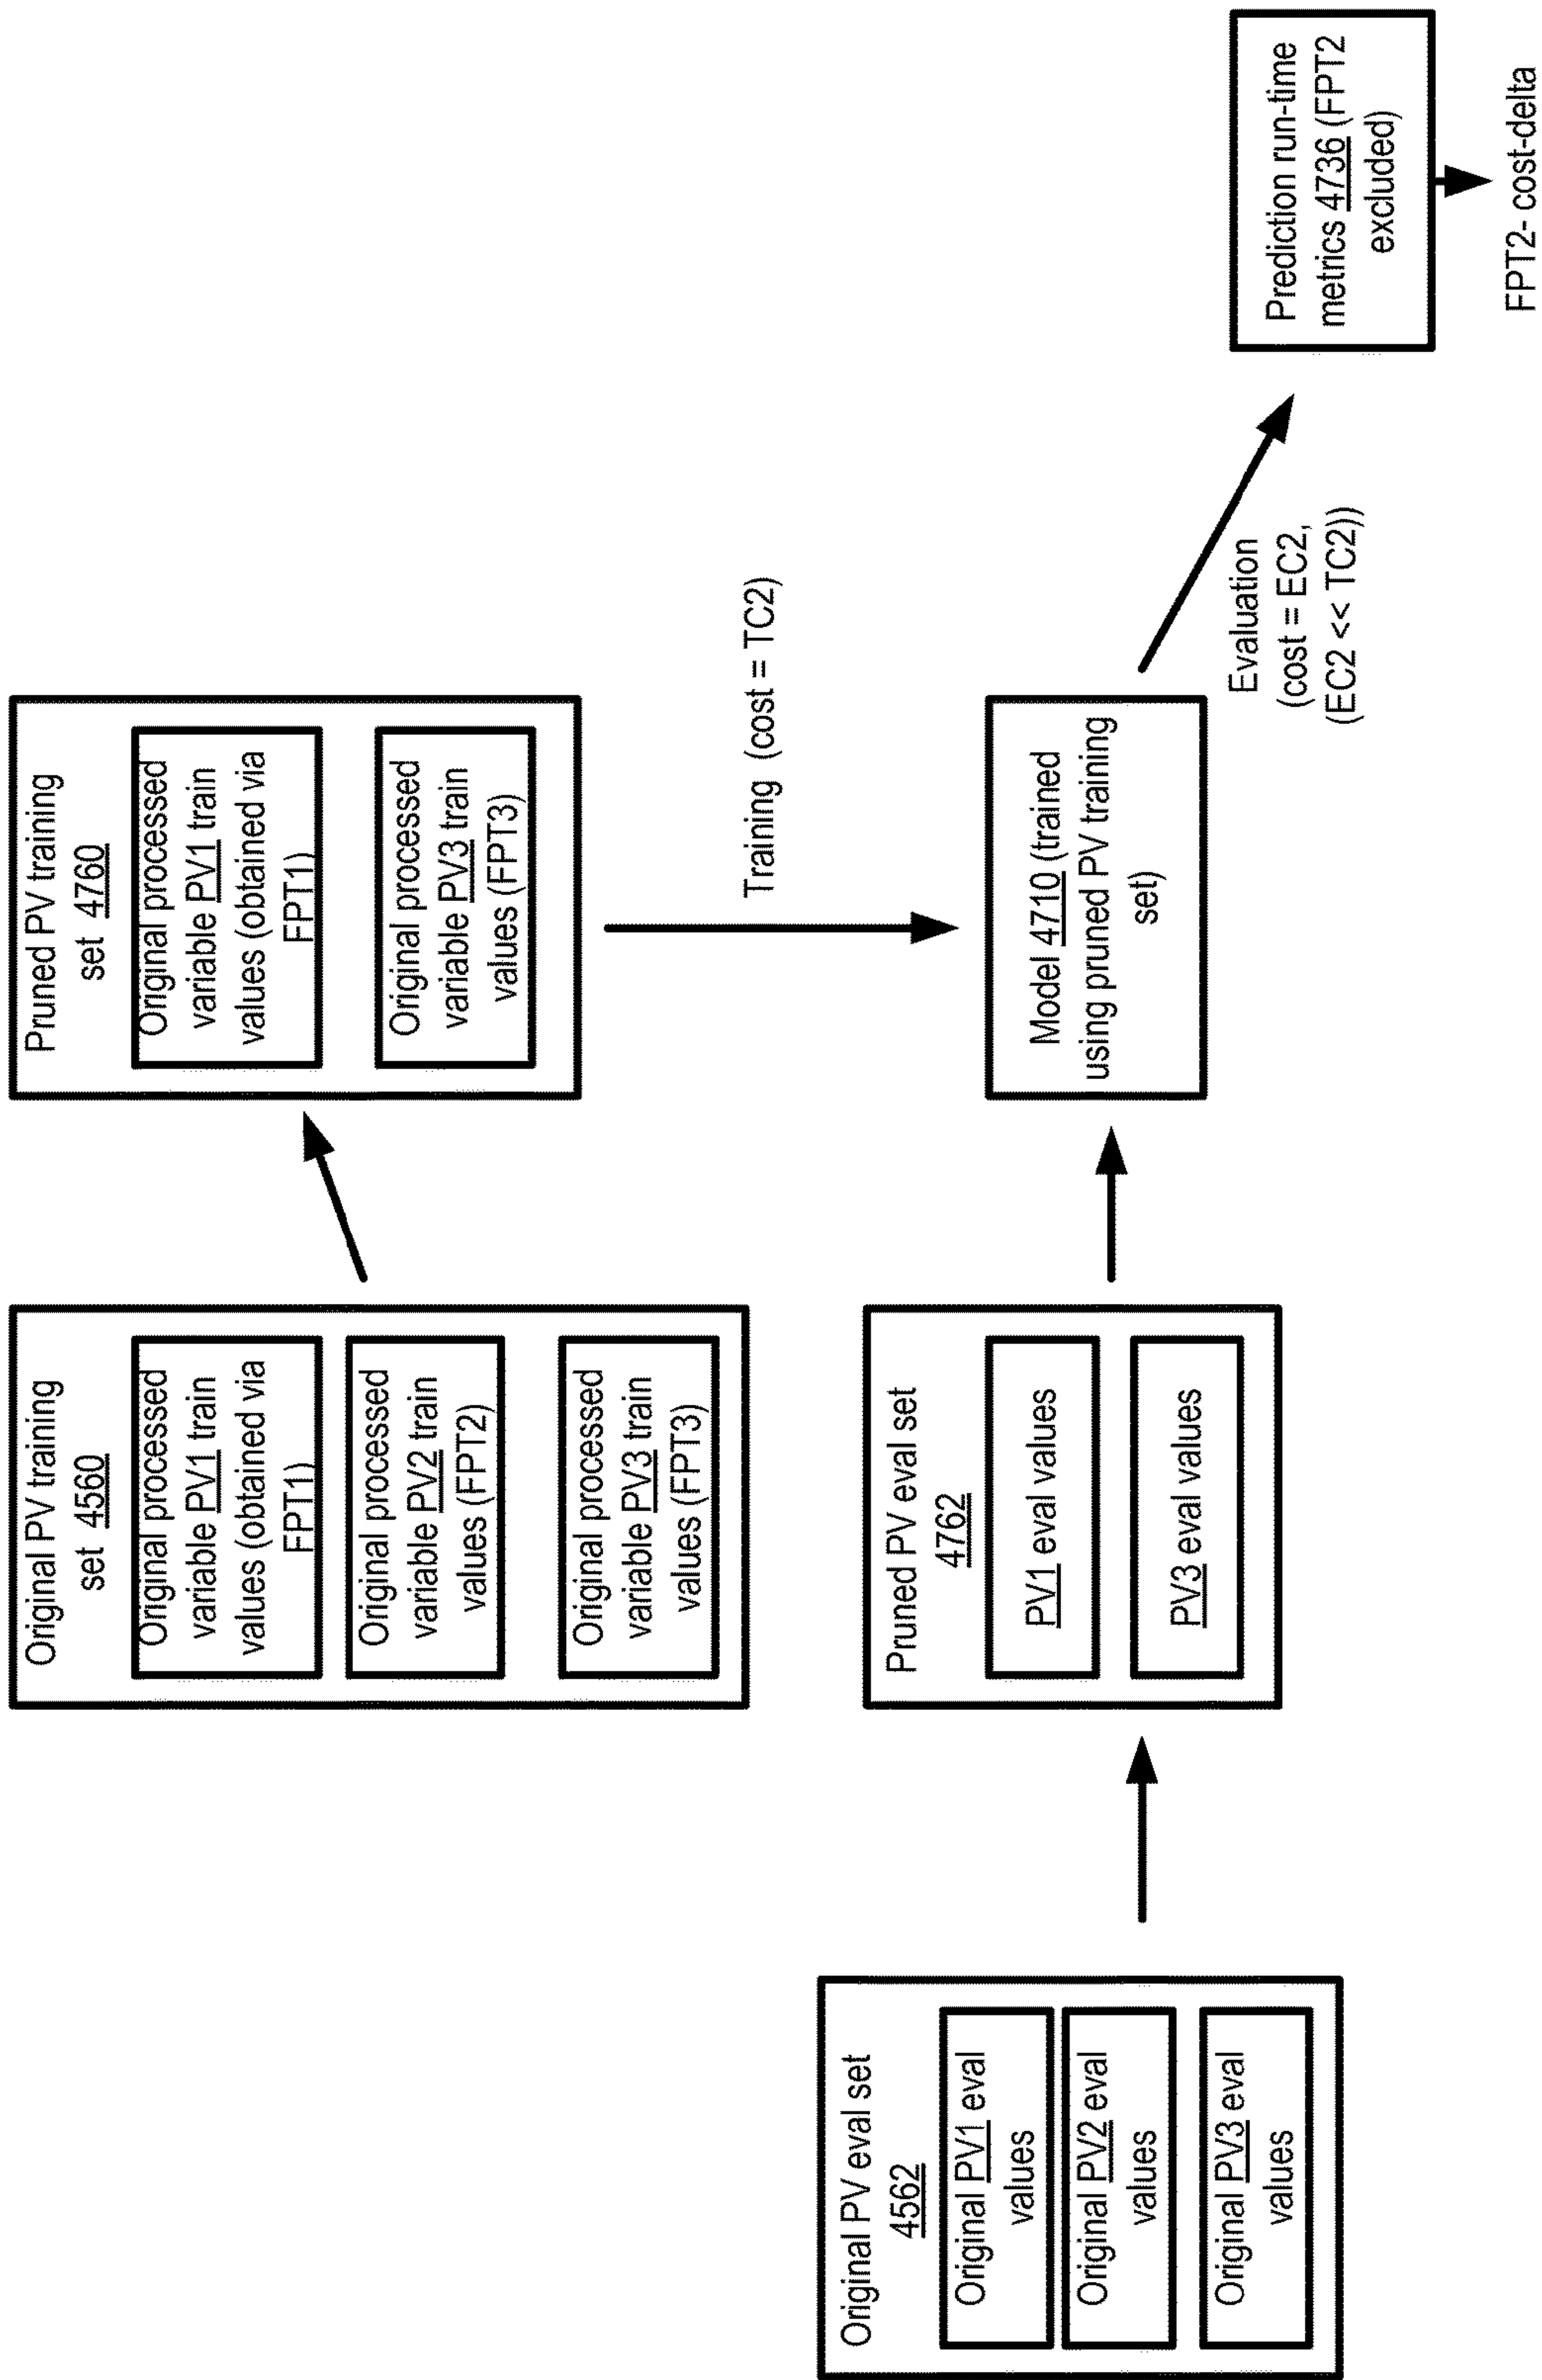 Original PV training
set 4560
Original processed
variable PV1 train
values (obtained via
FPT1)
Original processed
variable PV2 train
values (FPT2)
Original processed
variable PV3 train
values (FPT3)
Pruned PV training
set 4760
Original processed
variable PV1 train
values (obtained via
FPT1)
Original processed
variable PV3 train
values (FPT3)
Training (cost = TC2)
Original PV eval set
4562
Original PV1 eval
values
Original PV2 eval
values
Original PV3 eval
values
Pruned PV eval set
4762
PV1 eval values
PV3 eval values
Model 4710 (trained
using pruned PV training
set)
Evaluation
(cost = EC2,
(EC2 << TC2))
Prediction run-time
metrics 4736 (FPT2
excluded)
FPT2- cost-delta